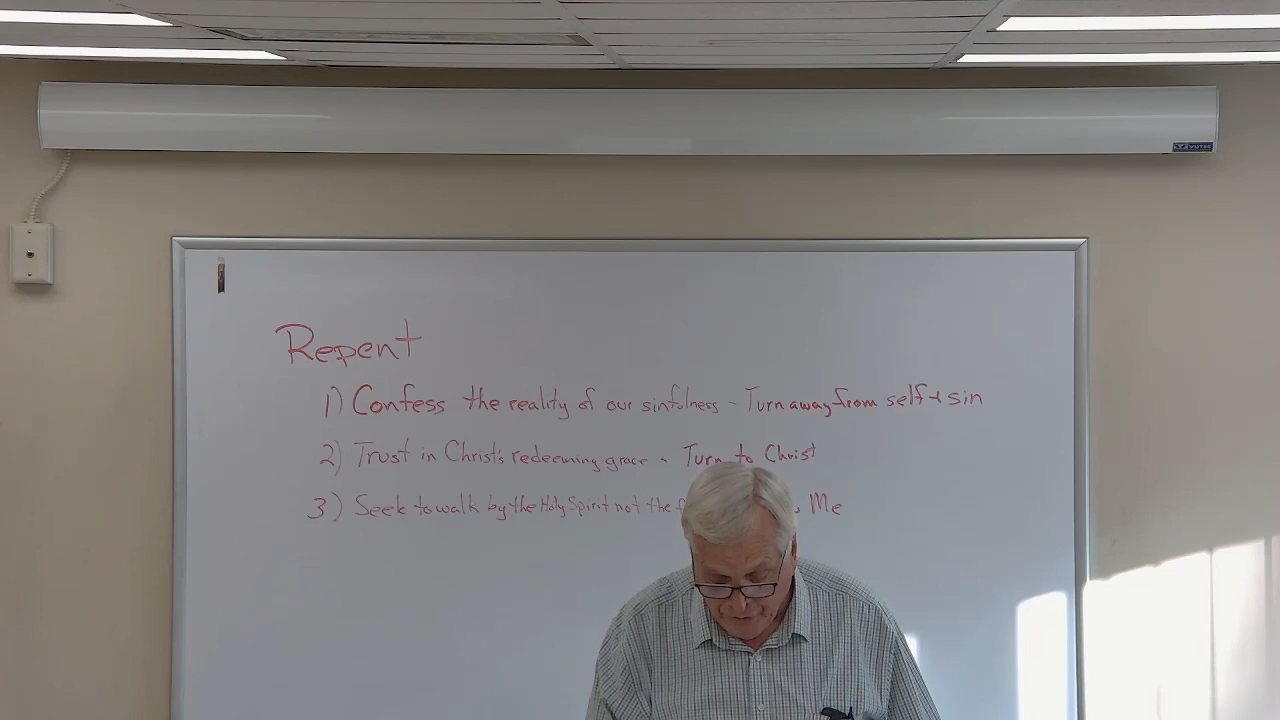 VUTEC
Repent
1) Confess the reality of our sinfulness - Turn away from self + sin
2) Trust in Christ's redeeming grace - Turn to Christ
3) Seek to walk by the Holy Spirit not the Me